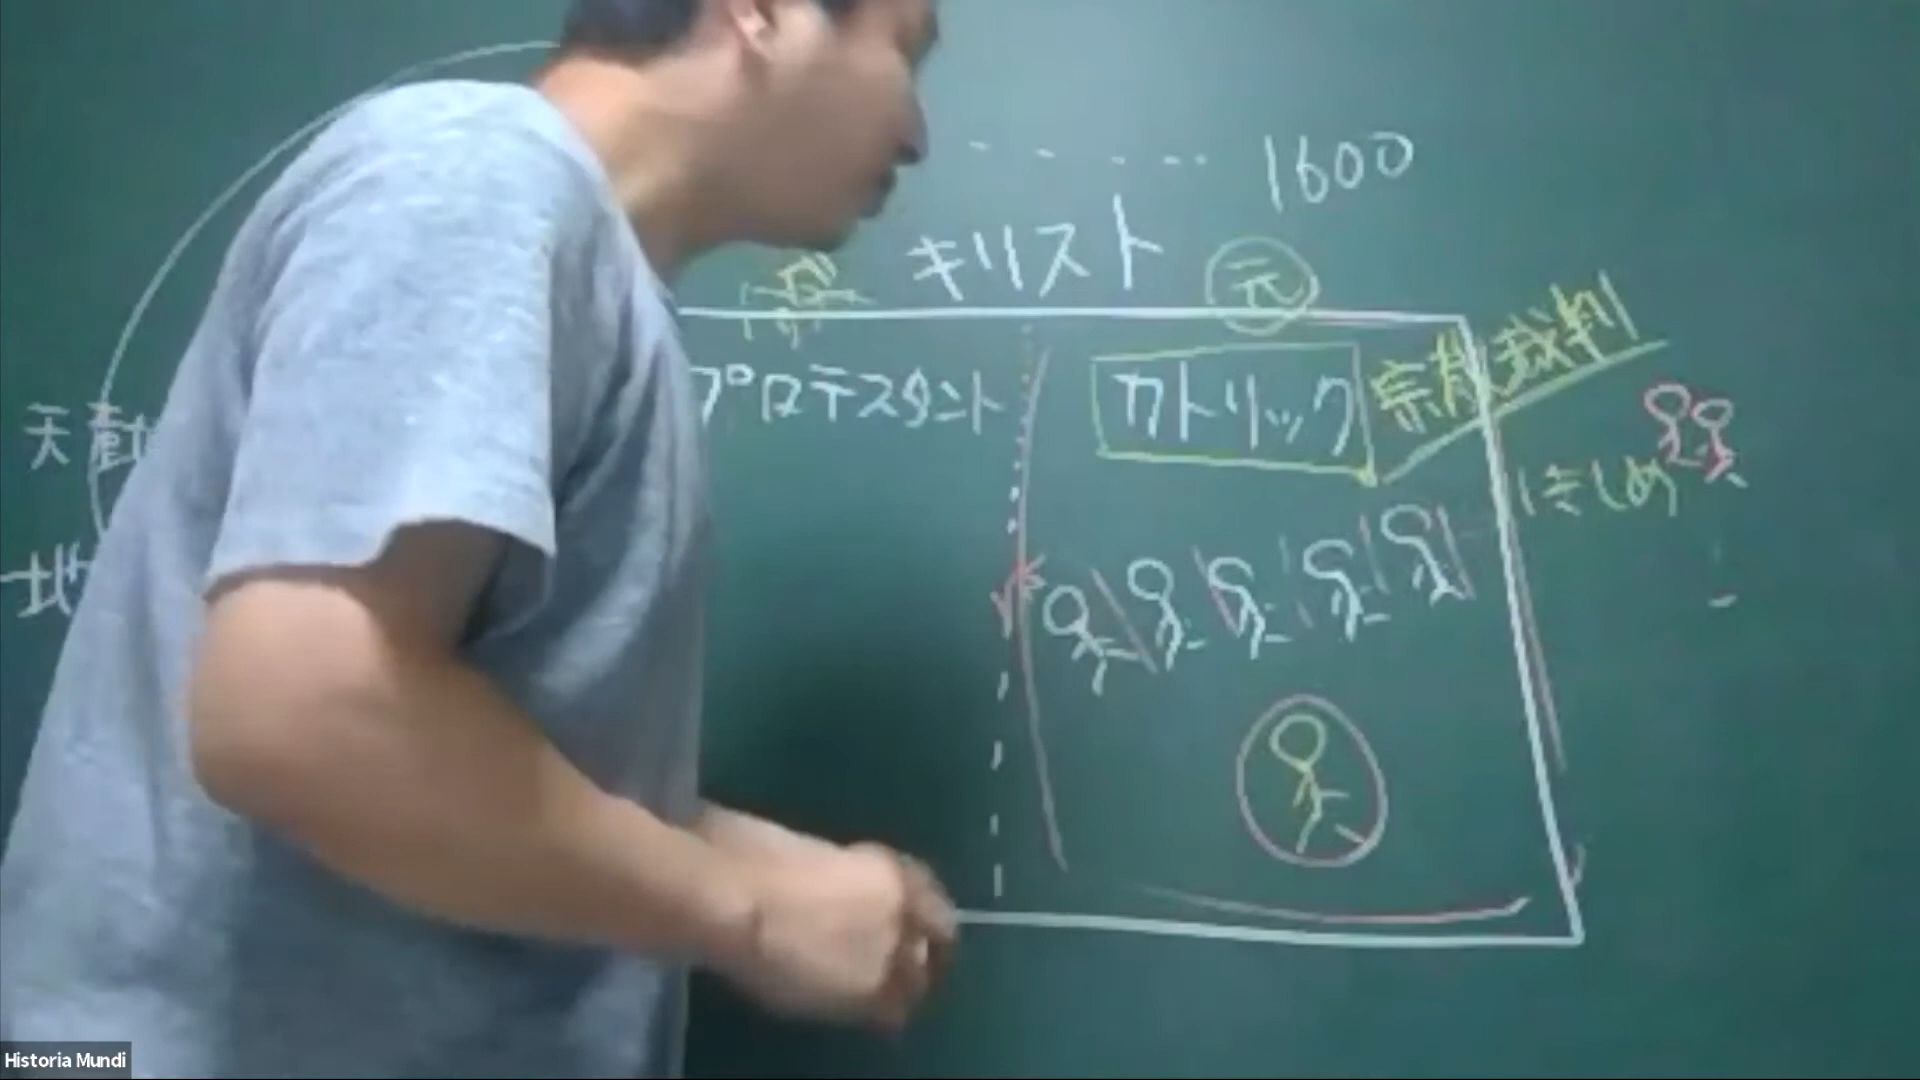 1600
キリスト
元
プロテスタント
カトリック
宗教裁判
天動
地
Historia Mundi